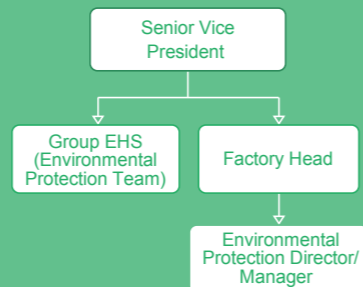 Senior Vice
President
Group EHS
(Environmental
Protection Team)
Factory Head
Environmental
Protection Director/
Manager